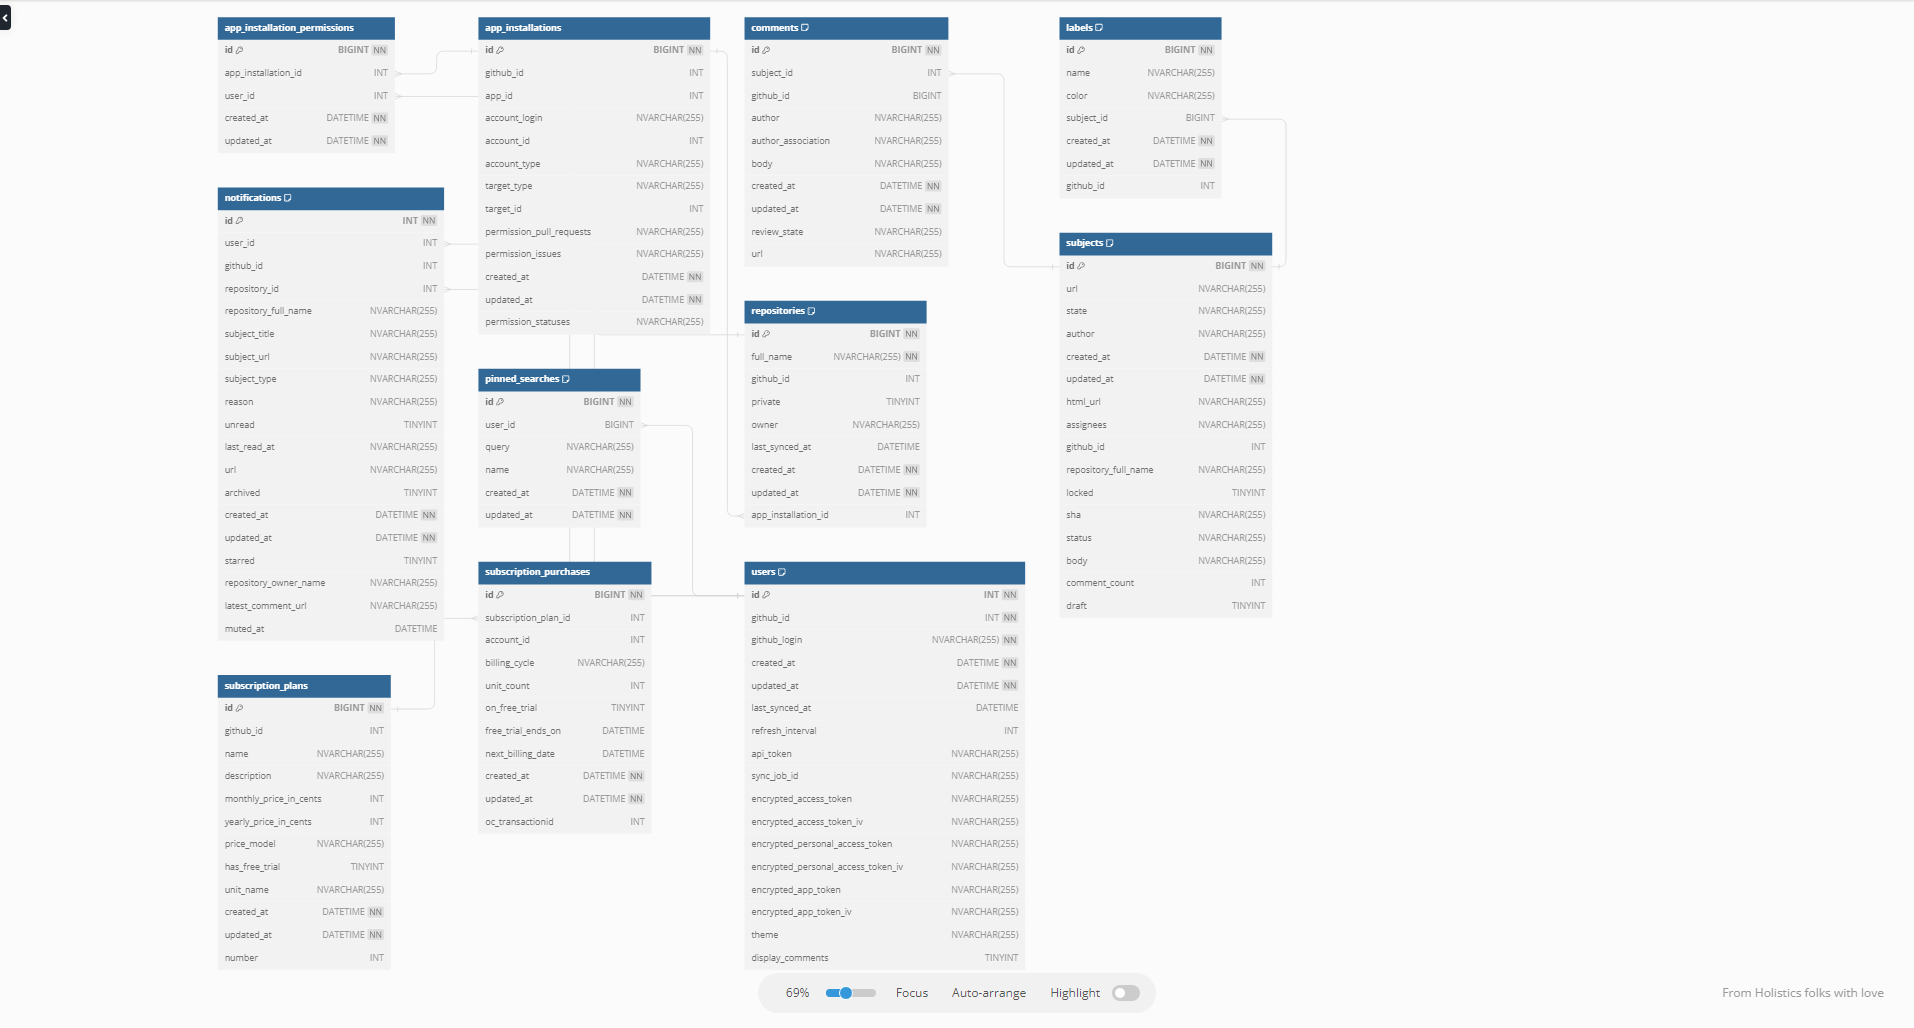 app_installation_permissions
id BIGINT NN
app_installation_id INT
user_id INT
created_at DATETIME NN
updated_at DATETIME NN
notifications
id INT NN
user_id INT
github_id INT
repository_id INT
repository_full_name NVARCHAR(255)
subject_title NVARCHAR(255)
subject_url NVARCHAR(255)
subject_type NVARCHAR(255)
reason NVARCHAR(255)
unread TINYINT
last_read_at NVARCHAR(255)
url NVARCHAR(255)
archived TINYINT
created_at DATETIME NN
updated_at DATETIME NN
starred TINYINT
repository_owner_name NVARCHAR(255)
latest_comment_url NVARCHAR(255)
muted_at DATETIME
subscription_plans
id BIGINT NN
github_id INT
name NVARCHAR(255)
description NVARCHAR(255)
monthly_price_in_cents INT
yearly_price_in_cents INT
price_model NVARCHAR(255)
has_free_trial TINYINT
unit_name NVARCHAR(255)
created_at DATETIME NN
updated_at DATETIME NN
number INT
app_installations
id BIGINT NN
github_id INT
app_id INT
account_login NVARCHAR(255)
account_id INT
account_type NVARCHAR(255)
target_type NVARCHAR(255)
target_id INT
permission_pull_requests NVARCHAR(255)
permission_issues NVARCHAR(255)
created_at DATETIME NN
updated_at DATETIME NN
permission_statuses NVARCHAR(255)
pinned_searches
id BIGINT NN
user_id BIGINT
query NVARCHAR(255)
name NVARCHAR(255)
created_at DATETIME NN
updated_at DATETIME NN
subscription_purchases
id BIGINT NN
subscription_plan_id INT
account_id INT
billing_cycle NVARCHAR(255)
unit_count INT
on_free_trial TINYINT
free_trial_ends_on DATETIME
next_billing_date DATETIME
created_at DATETIME NN
updated_at DATETIME NN
oc_transactionid INT
comments
id BIGINT NN
subject_id INT
github_id BIGINT
author NVARCHAR(255)
author_association NVARCHAR(255)
body NVARCHAR(255)
created_at DATETIME NN
updated_at DATETIME NN
review_state NVARCHAR(255)
url NVARCHAR(255)
repositories
id BIGINT NN
full_name NVARCHAR(255) NN
github_id INT
private TINYINT
owner NVARCHAR(255)
last_synced_at DATETIME
created_at DATETIME NN
updated_at DATETIME NN
app_installation_id INT
users
id INT NN
github_id INT NN
github_login NVARCHAR(255) NN
created_at DATETIME NN
updated_at DATETIME NN
last_synced_at DATETIME
refresh_interval INT
api_token NVARCHAR(255)
sync_job_id NVARCHAR(255)
encrypted_access_token NVARCHAR(255)
encrypted_access_token_iv NVARCHAR(255)
encrypted_personal_access_token NVARCHAR(255)
encrypted_personal_access_token_iv NVARCHAR(255)
encrypted_app_token NVARCHAR(255)
encrypted_app_token_iv NVARCHAR(255)
theme NVARCHAR(255)
display_comments TINYINT
labels
id BIGINT NN
name NVARCHAR(255)
color NVARCHAR(255)
subject_id BIGINT
created_at DATETIME NN
updated_at DATETIME NN
github_id INT
subjects
id BIGINT NN
url NVARCHAR(255)
state NVARCHAR(255)
author NVARCHAR(255)
created_at DATETIME NN
updated_at DATETIME NN
html_url NVARCHAR(255)
assignees NVARCHAR(255)
github_id INT
repository_full_name NVARCHAR(255)
locked TINYINT
sha NVARCHAR(255)
status NVARCHAR(255)
body NVARCHAR(255)
comment_count INT
draft TINYINT
69% Focus Auto-arrange Highlight
From Holistics folks with love